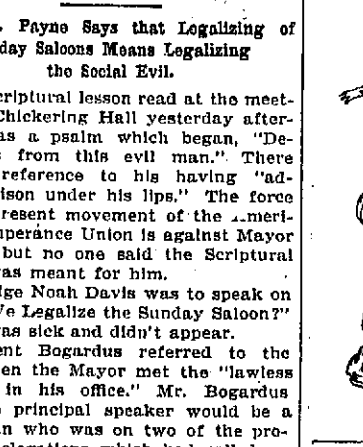 . Payne Says that Legalizing of
day Saloons Means Legalizing
the Social Evil.
criptural lesson read at the meet-
Chickering Hall yesterday after-
as a psalm which began, "De-
s from this evil man." There
reference to his having "ad-
ison under his lips." The force
resent movement of the meri-
mperance Union is against Mayor
but no one said the Scriptural
as meant for him.
ige Noah Davis was to speak on
Ve Legalize the Sunday Saloon?"
as sick and didn't appear.
ent Bogardus referred to the
en the Mayor met the "lawless
in his office." Mr. Bogardus
principal speaker would be a
n who was on two of the pro-